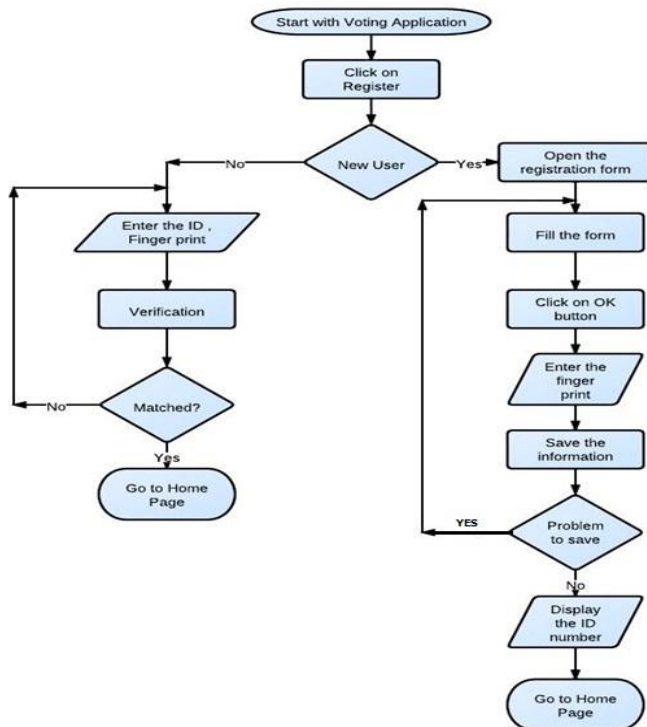 Start with Voting Application
Click on
Register
New User
No
Yes
Open the
registration form
Enter the ID ,
Finger print
Verification
Matched?
No
Yes
Go to Home
Page
Fill the form
Click on OK
button
Enter the
finger
print
Save the
information
Problem
to save
YES
No
Display
the ID
number
Go to Home
Page